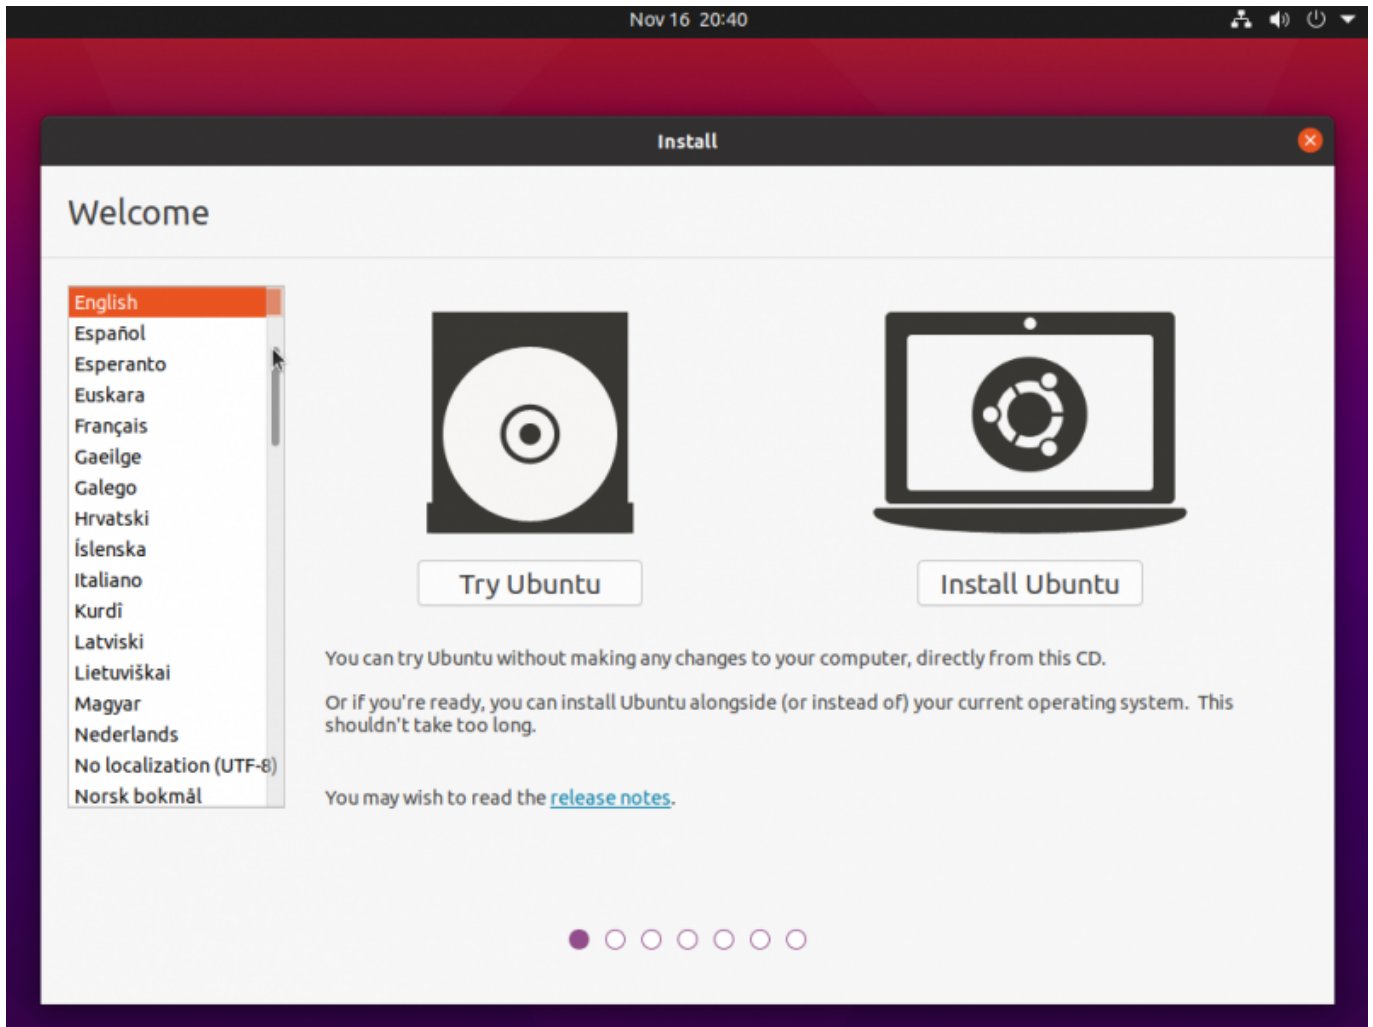 Nov 16  20:40
Install
Welcome
English
Español
Esperanto
Euskara
Français
Gaeilge
Galego
Hrvatski
Íslenska
Italiano
Kurdî
Latviski
Lietuviškai
Magyar
Nederlands
No localization (UTF-8)
Norsk bokmål
Try Ubuntu
Install Ubuntu
You can try Ubuntu without making any changes to your computer, directly from this CD.
Or if you're ready, you can install Ubuntu alongside (or instead of) your current operating system.  This
shouldn't take too long.
You may wish to read the release notes.